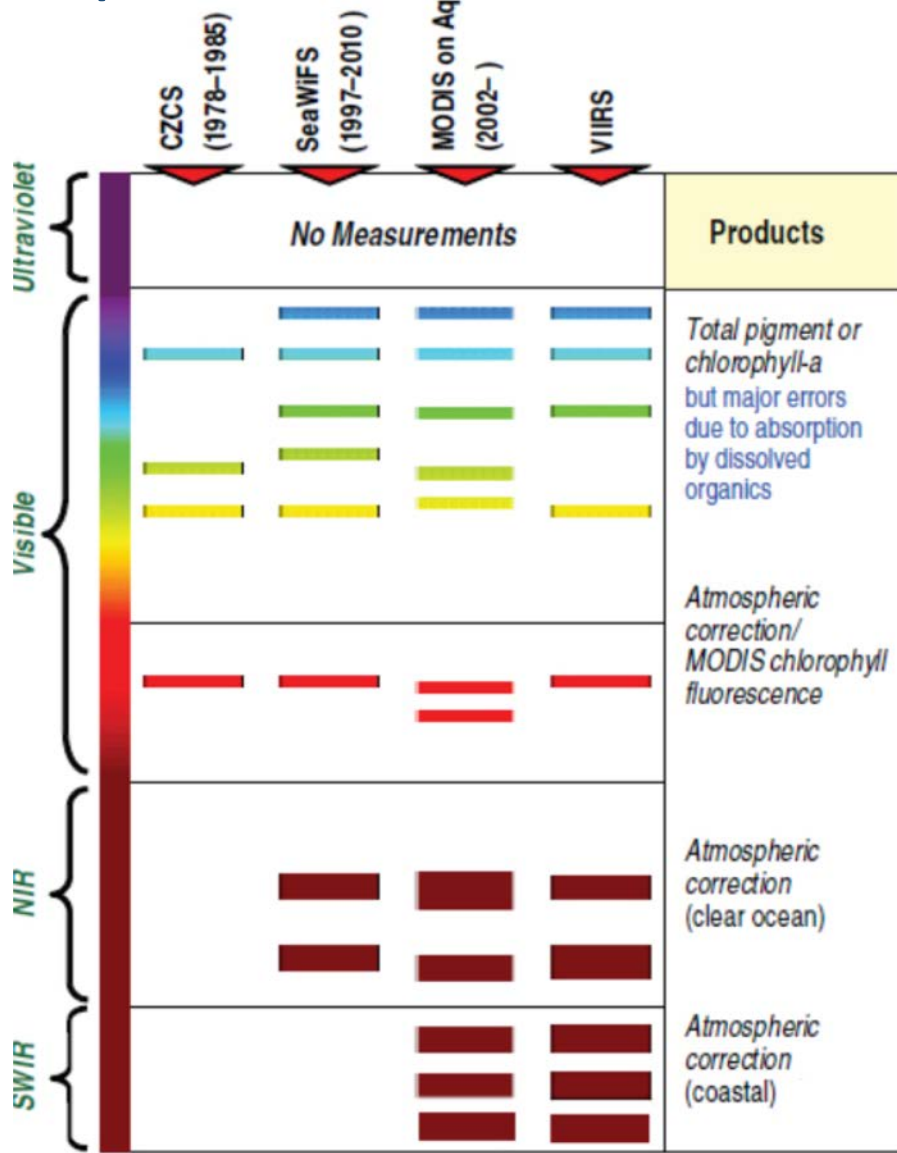 CZCS
(1978–1985)
SeaWiFS
(1997–2010 )
MODIS on Aq
(2002– )
VIIRS
Ultraviolet
No Measurements
Products
Visible
Total pigment or
chlorophyll-a
but major errors
due to absorption
by dissolved
organics
Atmospheric
correction/
MODIS chlorophyll
fluorescence
NIR
Atmospheric
correction
(clear ocean)
SWIR
Atmospheric
correction
(coastal)